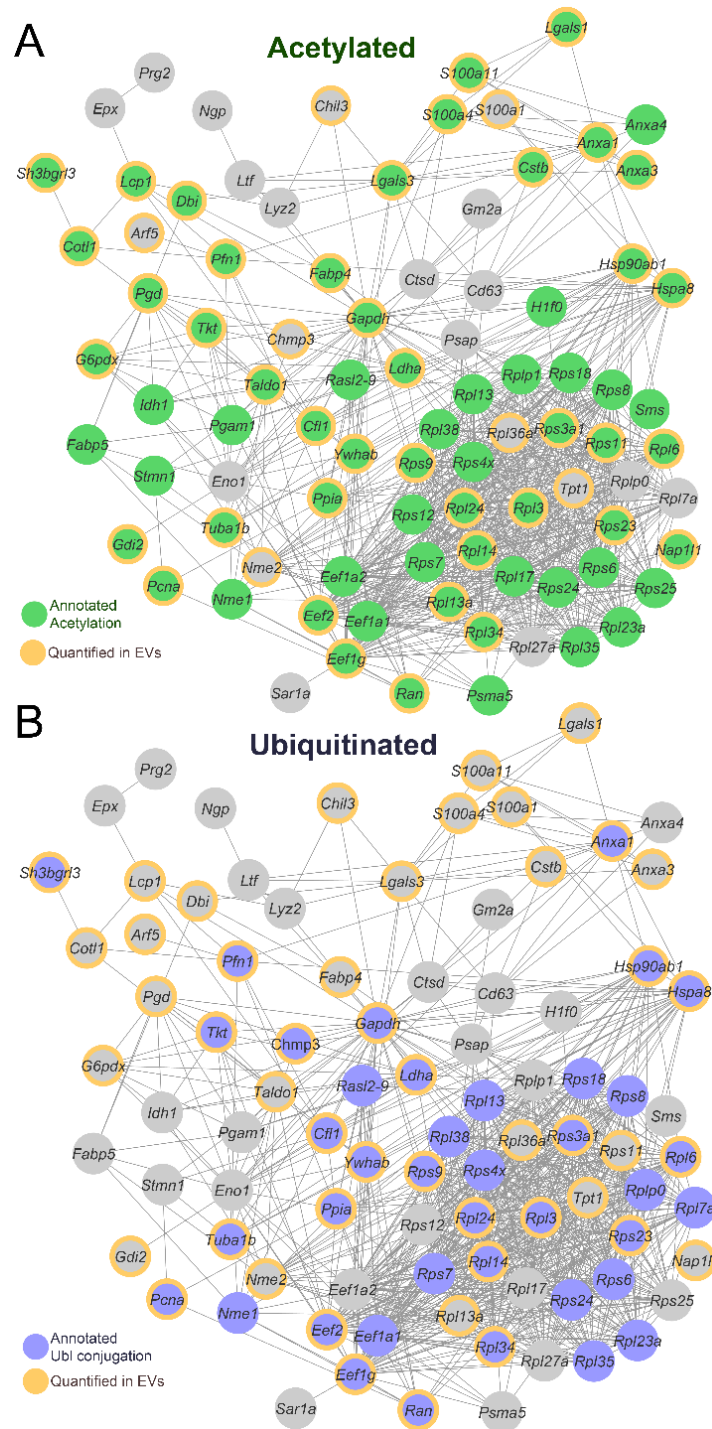 A
Acetylated
Lgals1
Prg2
S100a11
Epx
Ngp
Chil3
S100a4
S100a1
Anxa4
Anxa1
Sh3bgrl3
Lcp1
Dbi
Ltf
Lgals3
Cstb
Anxa3
Lyz2
Gm2a
Cotl1
Arf5
Pfn1
Fabp4
Ctsd
Cd63
Hsp90ab1
Hspa8
Pgd
Gapdh
H1f0
Tkt
Chmp3
Psap
G6pdx
Taldo1
Rasl2-9
Ldha
Rplp1
Rps18
Rpl13
Rps8
Idh1
Pgam1
Cfl1
Rpl38
Rpl36a
Rps3a1
Sms
Fabp5
Stmn1
Eno1
Ywhab
Rps9
Rps4x
Rps11
Rpl6
Tpt1
Rplp0
Rpl7a
Ppia
Rps12
Rpl24
Rpl3
Rps23
Gdi2
Tuba1b
Nme2
Rpl14
Nap1l1
Pcna
Nme1
Eef1a2
Rps7
Rpl17
Rps24
Rps6
Rps25
Annotated
Acetylation
Eef2
Eef1a1
Rpl13a
Rpl34
Rpl27a
Rpl35
Rpl23a
Quantified in EVs
Eef1g
Sar1a
Ran
Psma5
B
Ubiquitinated
Lgals1
Prg2
S100a11
Epx
Ngp
Chil3
S100a4
S100a1
Anxa4
Anxa1
Sh3bgrl3
Lcp1
Dbi
Ltf
Lgals3
Cstb
Anxa3
Lyz2
Gm2a
Cotl1
Arf5
Pfn1
Fabp4
Ctsd
Cd63
Hsp90ab1
Hspa8
Pgd
Gapdh
H1f0
Tkt
Chmp3
Psap
G6pdx
Taldo1
Rasl2-9
Ldha
Rplp1
Rps18
Rpl13
Rps8
Idh1
Pgam1
Cfl1
Rpl38
Rpl36a
Rps3a1
Sms
Fabp5
Stmn1
Eno1
Ywhab
Rps9
Rps4x
Rps11
Rpl6
Tpt1
Rplp0
Rpl7a
Ppia
Rps12
Rpl24
Rpl3
Rps23
Gdi2
Tuba1b
Nme2
Rpl14
Nap1l
Pcna
Nme1
Eef1a2
Rps7
Rpl17
Rps24
Rps6
Rps25
Annotated
Ubl conjugation
Eef2
Eef1a1
Rpl13a
Rpl34
Rpl27a
Rpl35
Rpl23a
Quantified in EVs
Eef1g
Sar1a
Ran
Psma5